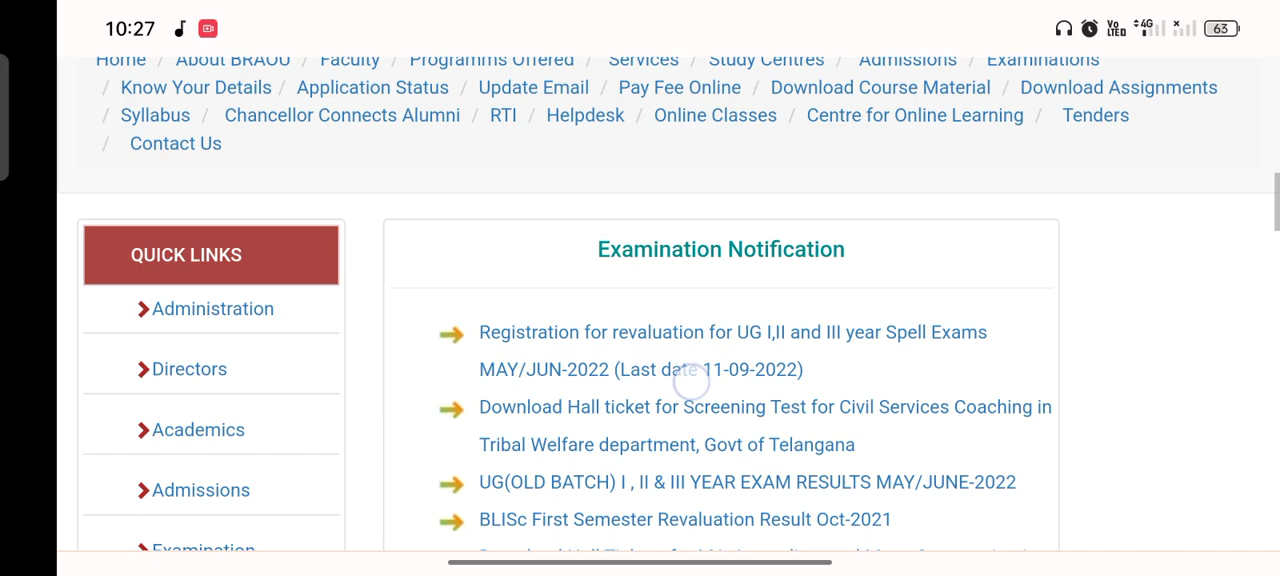 10:27 Vo LTED 4G 63
Home / About BRAOU / Faculty / Programms Offered / Services / Study Centres / Admissions / Examinations
/ Know Your Details / Application Status / Update Email / Pay Fee Online / Download Course Material / Download Assignments
/ Syllabus / Chancellor Connects Alumni / RTI / Helpdesk / Online Classes / Centre for Online Learning / Tenders
/ Contact Us
QUICK LINKS
Administration
Directors
Academics
Admissions
Examination
Examination Notification
Registration for revaluation for UG I,II and III year Spell Exams
MAY/JUN-2022 (Last date 11-09-2022)
Download Hall ticket for Screening Test for Civil Services Coaching in
Tribal Welfare department, Govt of Telangana
UG(OLD BATCH) I , II & III YEAR EXAM RESULTS MAY/JUNE-2022
BLISc First Semester Revaluation Result Oct-2021